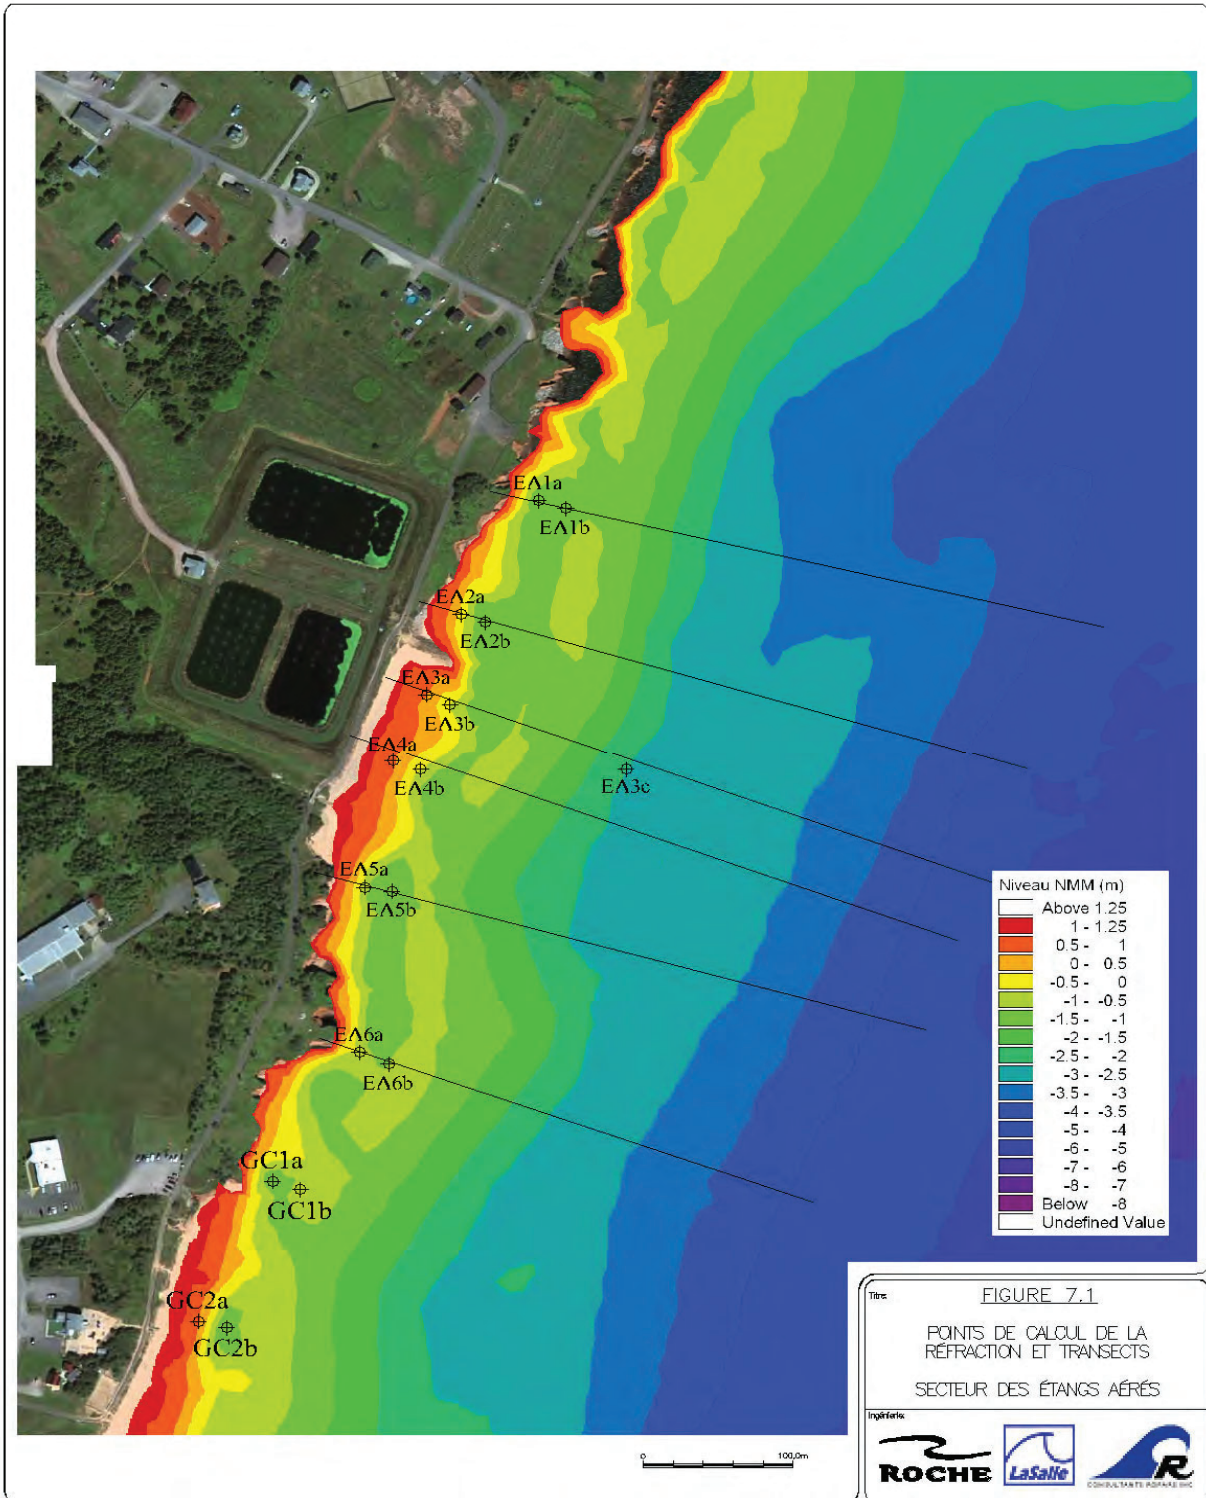 EA1a
EA1b
EA2a
EA2b
EA3a
EA3b
EA4a
EA4b
EA3c
EA5a
EA5b
EA6a
EA6b
GC1a
GC1b
GC2a
GC2b
Niveau NMM (m)
Above 1.25
1 - 1.25
0.5 - 1
0 - 0.5
-0.5 - 0
-1 - -0.5
-1.5 - -1
-2 - -1.5
-2.5 - -2
-3 - -2.5
-3.5 - -3
-4 - -3.5
-5 - -4
-6 - -5
-7 - -6
-8 - -7
Below -8
Undefined Value
Titre:
FIGURE 7.1
POINTS DE CALCUL DE LA
RÉFRACTION ET TRANSECTS
SECTEUR DES ÉTANGS AÉRÉS
Ingénierie:
ROCHE
LaSalle
R
CONSULTANTS ROPARS INC
0 100,0m